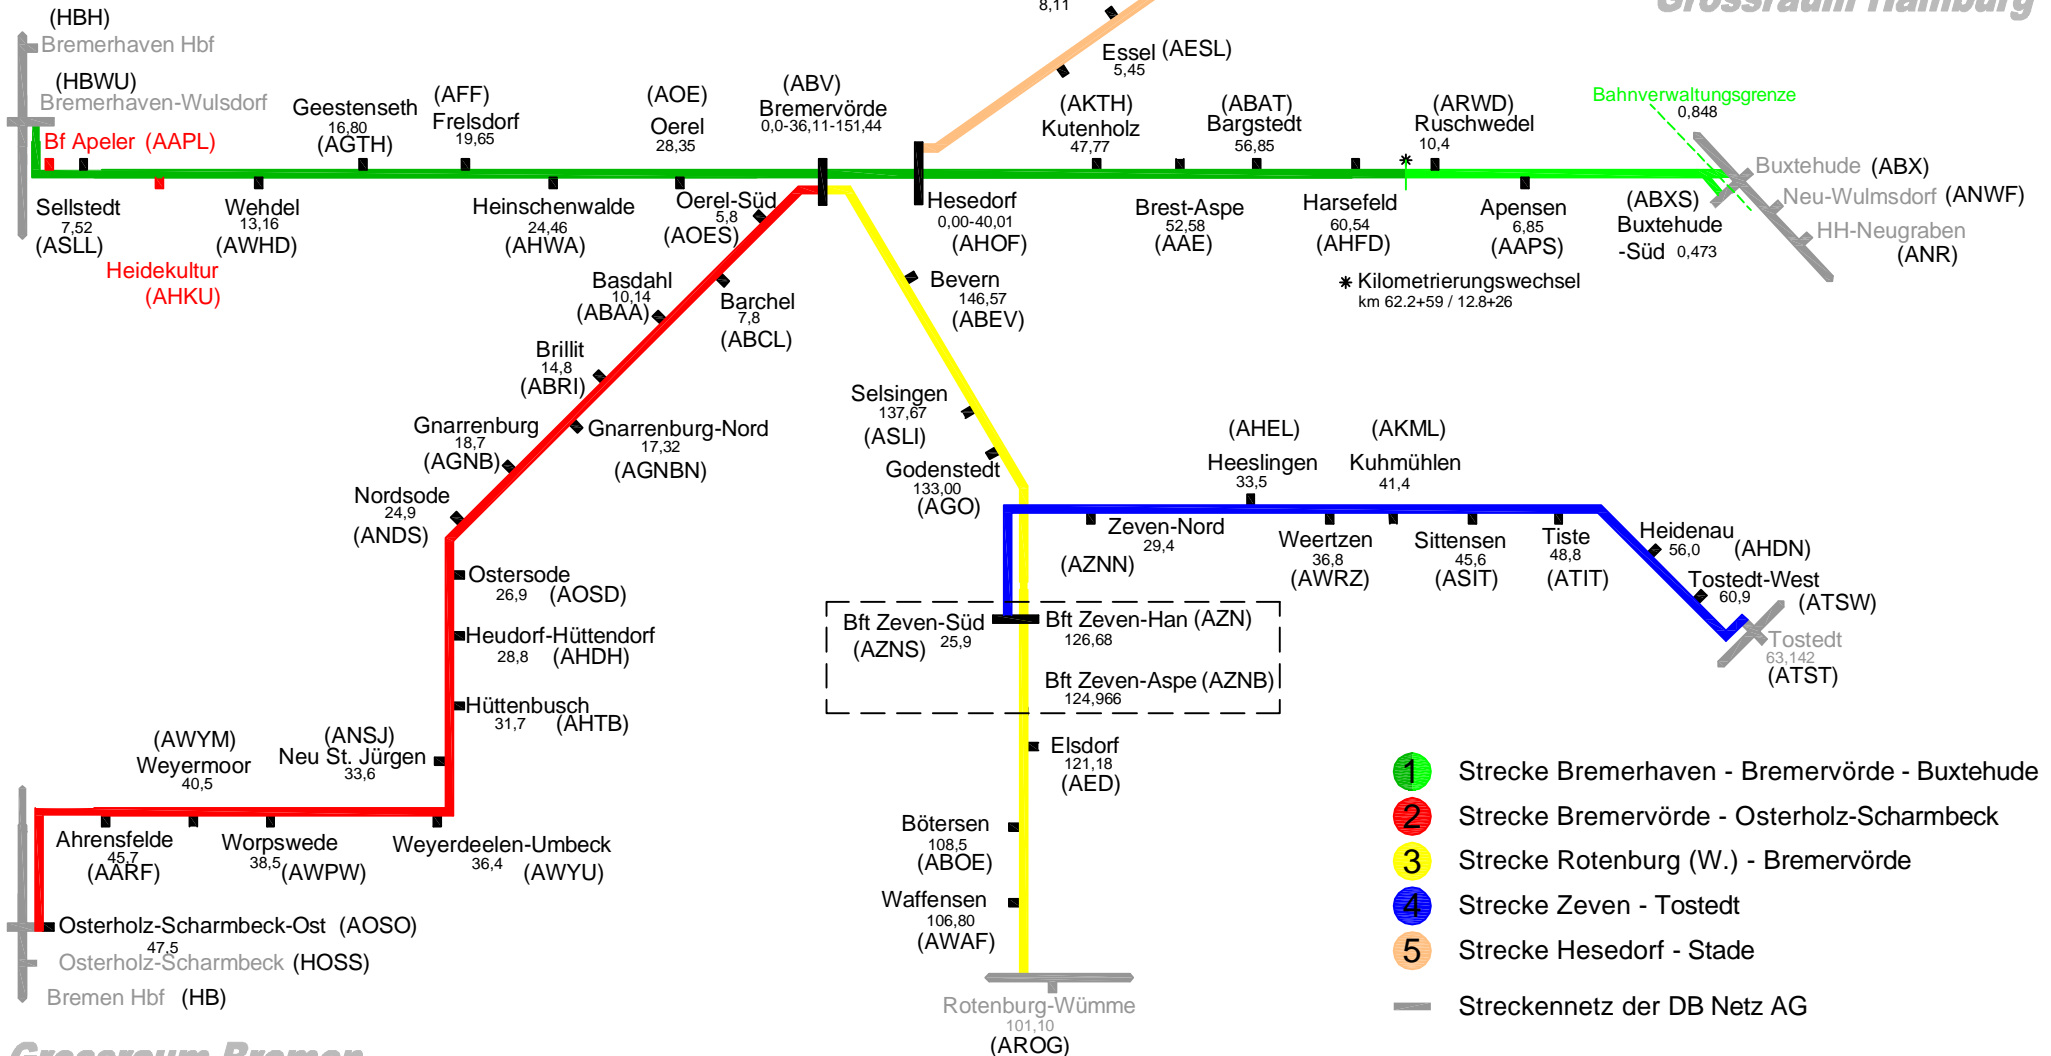 (HBH)
Bremerhaven Hbf
(HBWU)
Bremerhaven-Wulsdorf
Bf Apeler (AAPL)
Sellstedt
7,52
(ASLL)
Heidekultur
(AHKU)
Wehdel
13,16
(AWHD)
Geestenseth
16,80
(AGTH)
(AFF)
Frelsdorf
19,65
Heinschenwalde
24,46
(AHWA)
(AOE)
Oerel
28,35
(ABV)
Bremervörde
0,0-36,11-151,44
8,11
Essel (AESL)
5,45
Hesedorf
0,00-40,01
(AHOF)
(AKTH)
Kutenholz
47,77
Brest-Aspe
52,58
(AAE)
(ABAT)
Bargstedt
56,85
Harsefeld
60,54
(AHFD)
(ARWD)
Ruschwedel
10,4
* Kilometrierungswechsel
km 62.2+59 / 12.8+26
Apensen
6,85
(AAPS)
Bahnverwaltungsgrenze
0,848
(ABXS)
Buxtehude
-Süd 0,473
Grossraum Hamburg
Buxtehude (ABX)
Neu-Wulmsdorf (ANWF)
HH-Neugraben
(ANR)
Oerel-Süd
5,8
(AOES)
Barchel
7,8
(ABCL)
Basdahl
10,14
(ABAA)
Brillit
14,8
(ABRI)
Gnarrenburg-Nord
17,32
(AGNBN)
Gnarrenburg
18,7
(AGNB)
Nordsode
24,9
(ANDS)
Ostersode
26,9 (AOSD)
Heudorf-Hüttendorf
28,8 (AHDH)
Hüttenbusch
31,7 (AHTB)
(ANSJ)
Neu St. Jürgen
33,6
Weyerdeelen-Umbeck
36,4 (AWYU)
Worpswede
38,5 (AWPW)
(AWYM)
Weyermoor
40,5
Ahrensfelde
45,7
(AARF)
Osterholz-Scharmbeck-Ost (AOSO)
47,5
Osterholz-Scharmbeck (HOSS)
Bremen Hbf (HB)
Grossraum Bremen
Bevern
146,57
(ABEV)
Selsingen
137,67
(ASLI)
Godenstedt
133,00
(AGO)
Bft Zeven-Süd
(AZNS) 25,9
Bft Zeven-Han (AZN)
126,68
Bft Zeven-Aspe (AZNB)
124,966
Elsdorf
121,18
(AED)
Bötersen
108,5
(ABOE)
Waffensen
106,80
(AWAF)
Rotenburg-Wümme
101,10
(AROG)
Zeven-Nord
29,4
(AZNN)
(AHEL)
Heeslingen
33,5
Weertzen
36,8
(AWRZ)
(AKML)
Kuhmühlen
41,4
Sittensen
45,6
(ASIT)
Tiste
48,8
(ATIT)
Heidenau
56,0 (AHDN)
Tostedt-West
60,9 (ATSW)
Tostedt
63,142
(ATST)
1 Strecke Bremerhaven - Bremervörde - Buxtehude
2 Strecke Bremervörde - Osterholz-Scharmbeck
3 Strecke Rotenburg (W.) - Bremervörde
4 Strecke Zeven - Tostedt
5 Strecke Hesedorf - Stade
Streckennetz der DB Netz AG